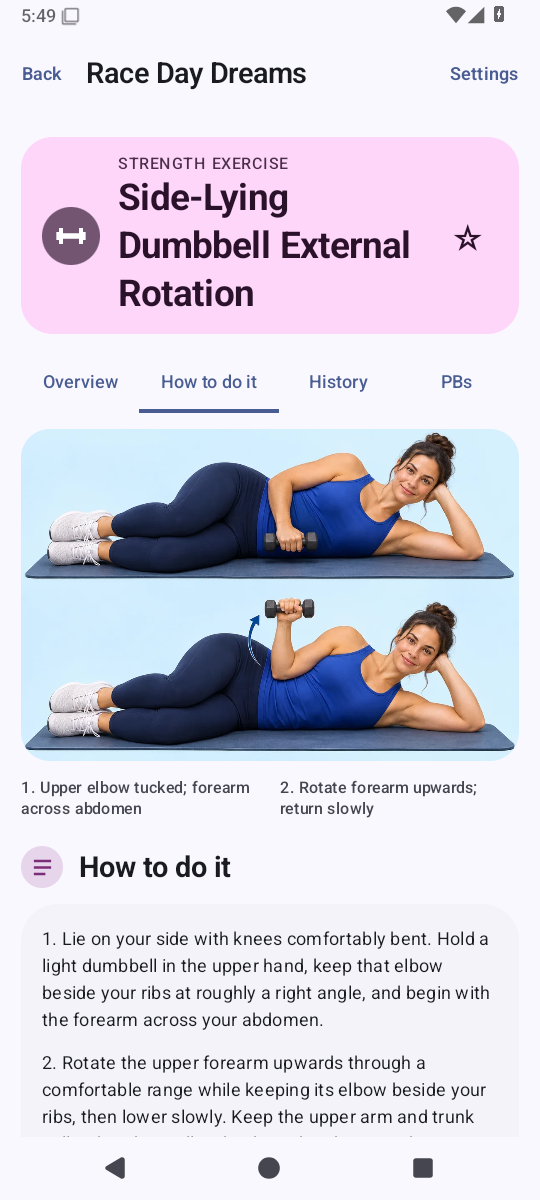 5:49
Back
Race Day Dreams
Settings
STRENGTH EXERCISE
Side-Lying
Dumbbell External
Rotation
Overview
How to do it
History
PBs
1. Upper elbow tucked; forearm
across abdomen
2. Rotate forearm upwards;
return slowly
How to do it
1. Lie on your side with knees comfortably bent. Hold a
light dumbbell in the upper hand, keep that elbow
beside your ribs at roughly a right angle, and begin with
the forearm across your abdomen.
2. Rotate the upper forearm upwards through a
comfortable range while keeping its elbow beside your
ribs, then lower slowly. Keep the upper arm and trunk